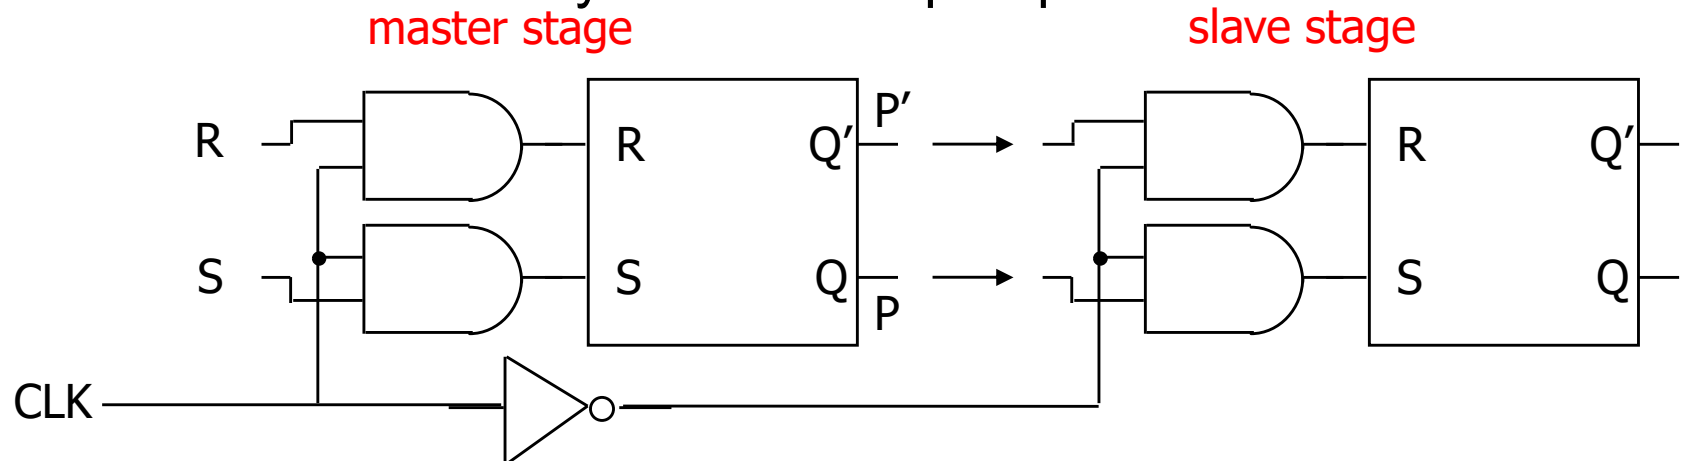 master stage
slave stage
R
R
Q′
P′
R
Q′
S
S
Q
P
S
Q
CLK